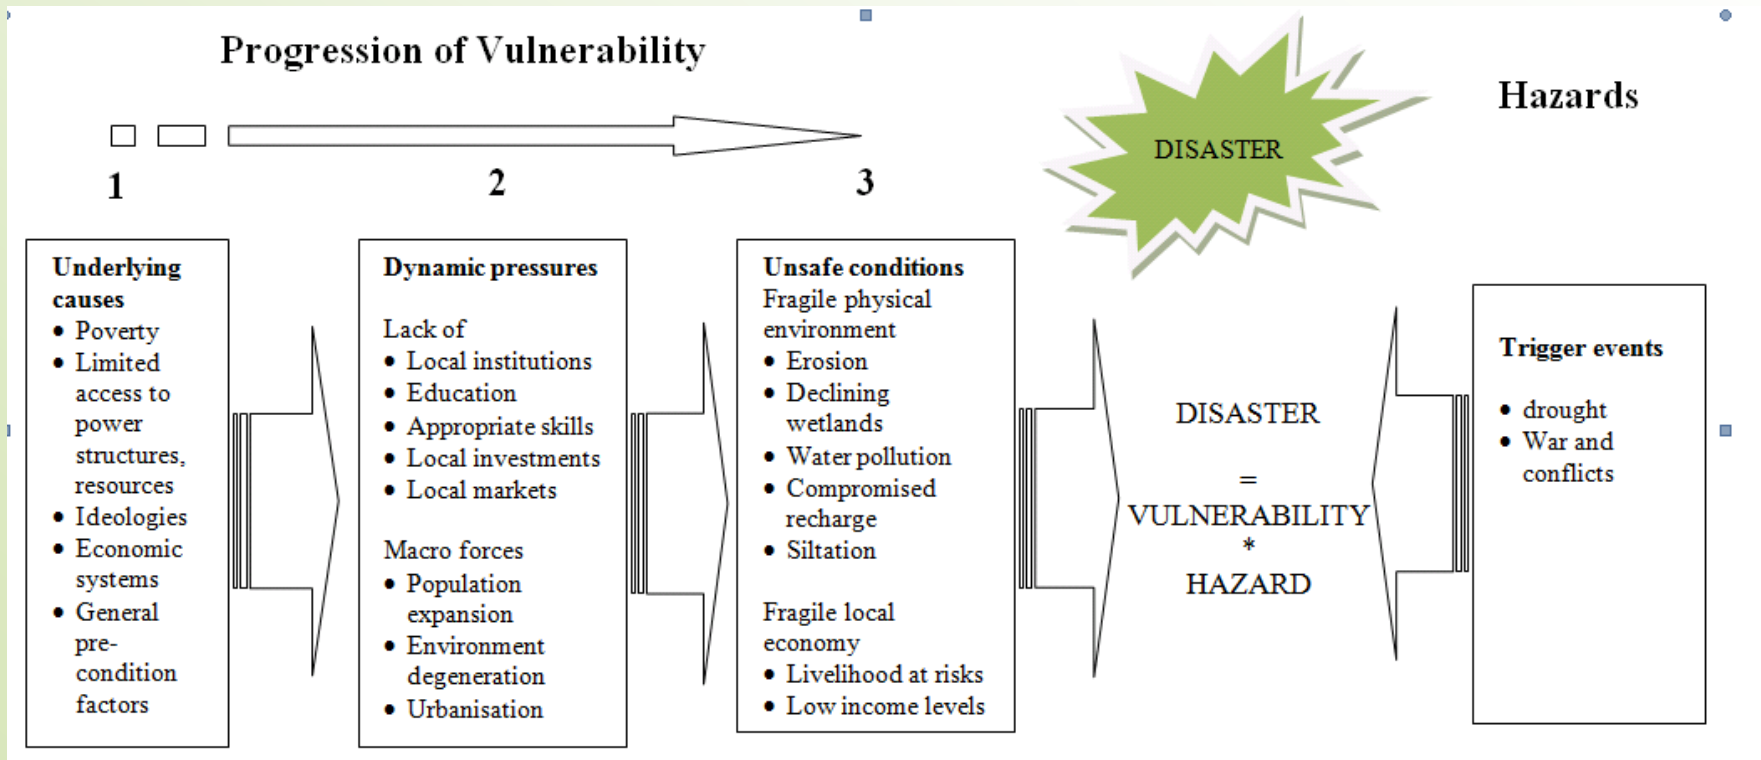 Progression of Vulnerability
DISASTER
Hazards
1
2
3
Underlying
causes
• Poverty
• Limited
access to
power
structures,
resources
• Ideologies
• Economic
systems
• General
pre-
condition
factors
Dynamic pressures
Lack of
• Local institutions
• Education
• Appropriate skills
• Local investments
• Local markets
Macro forces
• Population
expansion
• Environment
degeneration
• Urbanisation
Unsafe conditions
Fragile physical
environment
• Erosion
• Declining
wetlands
• Water pollution
• Compromised
recharge
• Siltation
Fragile local
economy
• Livelihood at risks
• Low income levels
DISASTER
=
VULNERABILITY
*
HAZARD
Trigger events
• drought
• War and
conflicts